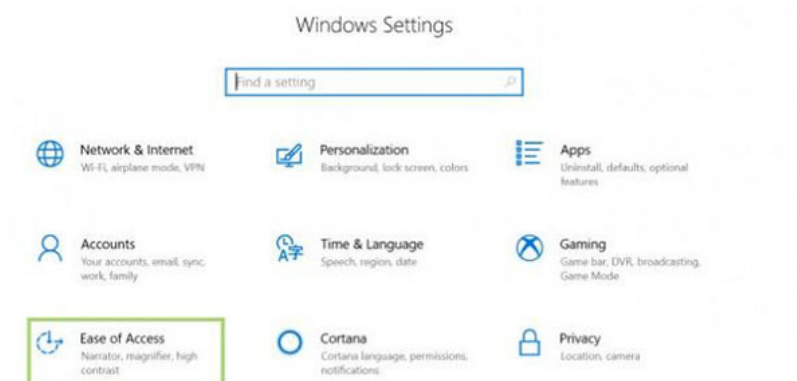 Windows Settings
Find a setting
Network & Internet
Wi-Fi, airplane mode, VPN
Personalization
Background, lock screen, colors
Apps
Uninstall, defaults, optional
features
Accounts
Your accounts, email, sync,
work, family
Time & Language
Speech, region, date
Gaming
Game bar, DVR, broadcasting,
Game Mode
Ease of Access
Narrator, magnifier, high
contrast
Cortana
Cortana language, permissions,
notifications
Privacy
Location, camera